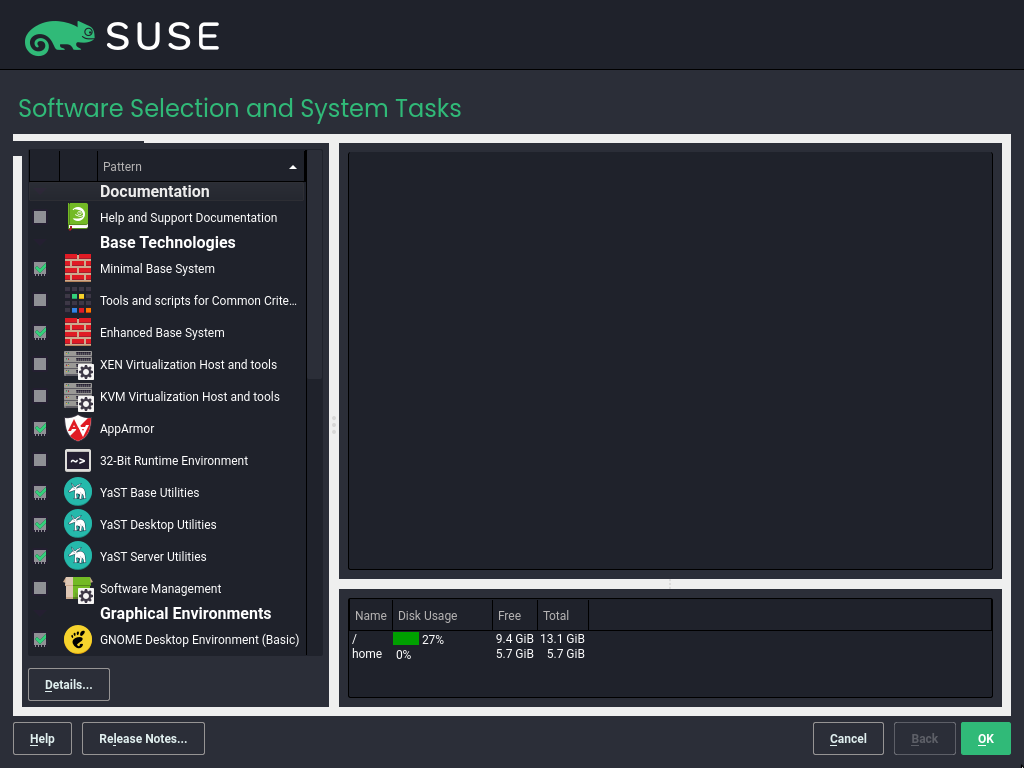 SUSE
Software Selection and System Tasks
Pattern
Documentation
Help and Support Documentation
Base Technologies
Minimal Base System
Tools and scripts for Common Crite...
Enhanced Base System
XEN Virtualization Host and tools
KVM Virtualization Host and tools
AppArmor
~>
32-Bit Runtime Environment
YaST Base Utilities
YaST Desktop Utilities
YaST Server Utilities
Software Management
Graphical Environments
GNOME Desktop Environment (Basic)
Details...
Name Disk Usage Free Total
/ 27% 9.4 GiB 13.1 GiB
home 0% 5.7 GiB 5.7 GiB
Help Release Notes... Cancel Back OK